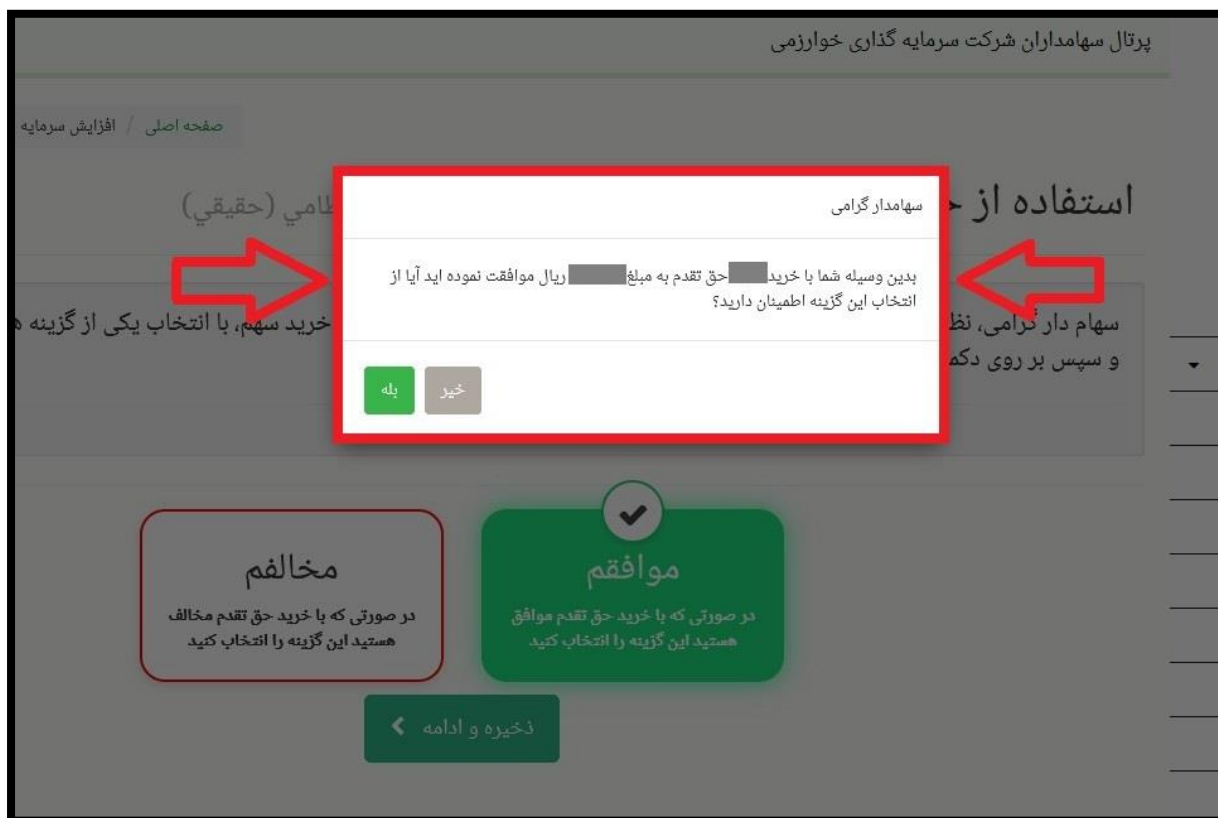 پرتال سهامداران شرکت سرمایه گذاری خوارزمی
صفحه اصلی / افزایش سرمایه
استفاده از
(حقيقي)
سهامدار گرامی
بدین وسیله شما با خرید حق تقدم به مبلغ ریال موافقت نموده اید آیا از
انتخاب این گزینه اطمینان دارید؟
خیر بله
سهام دار گرامی، خرید سهم، با انتخاب یکی از گزینه
و سپس بر روی
موافقم
در صورتی که با خرید حق تقدم موافق
هستید این گزینه را انتخاب کنید
مخالفم
در صورتی که با خرید حق تقدم مخالف
هستید این گزینه را انتخاب کنید
ذخیره و ادامه